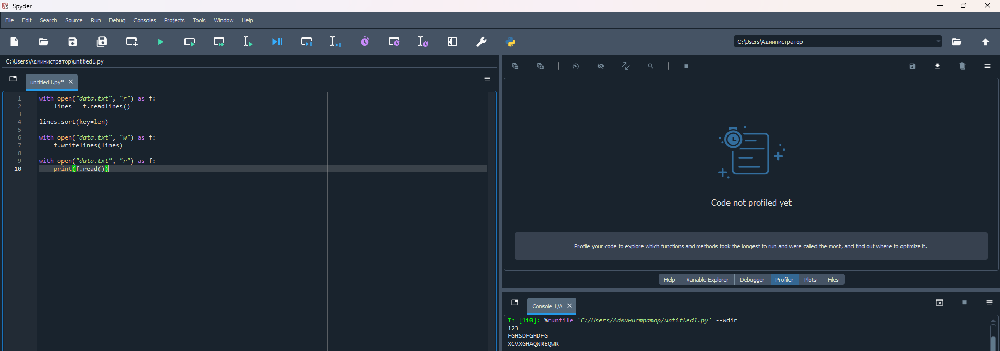 Spyder
File Edit Search Source Run Debug Consoles Projects Tools Window Help
C:\Users\Администратор
C:\Users\Администратор\untitled1.py
untitled1.py*
1 with open("data.txt", "r") as f:
2     lines = f.readlines()
3
4 lines.sort(key=len)
5
6 with open("data.txt", "w") as f:
7     f.writelines(lines)
8
9 with open("data.txt", "r") as f:
10     print(f.read())
Code not profiled yet
Profile your code to explore which functions and methods took the longest to run and were called the most, and find out where to optimize it.
Help Variable Explorer Debugger Profiler Plots Files
Console 1/A
In [110]: %runfile 'C:/Users/Администратор/untitled1.py' --wdir
123
FGHSDFGHDFG
XCVXGHAQWREQWR